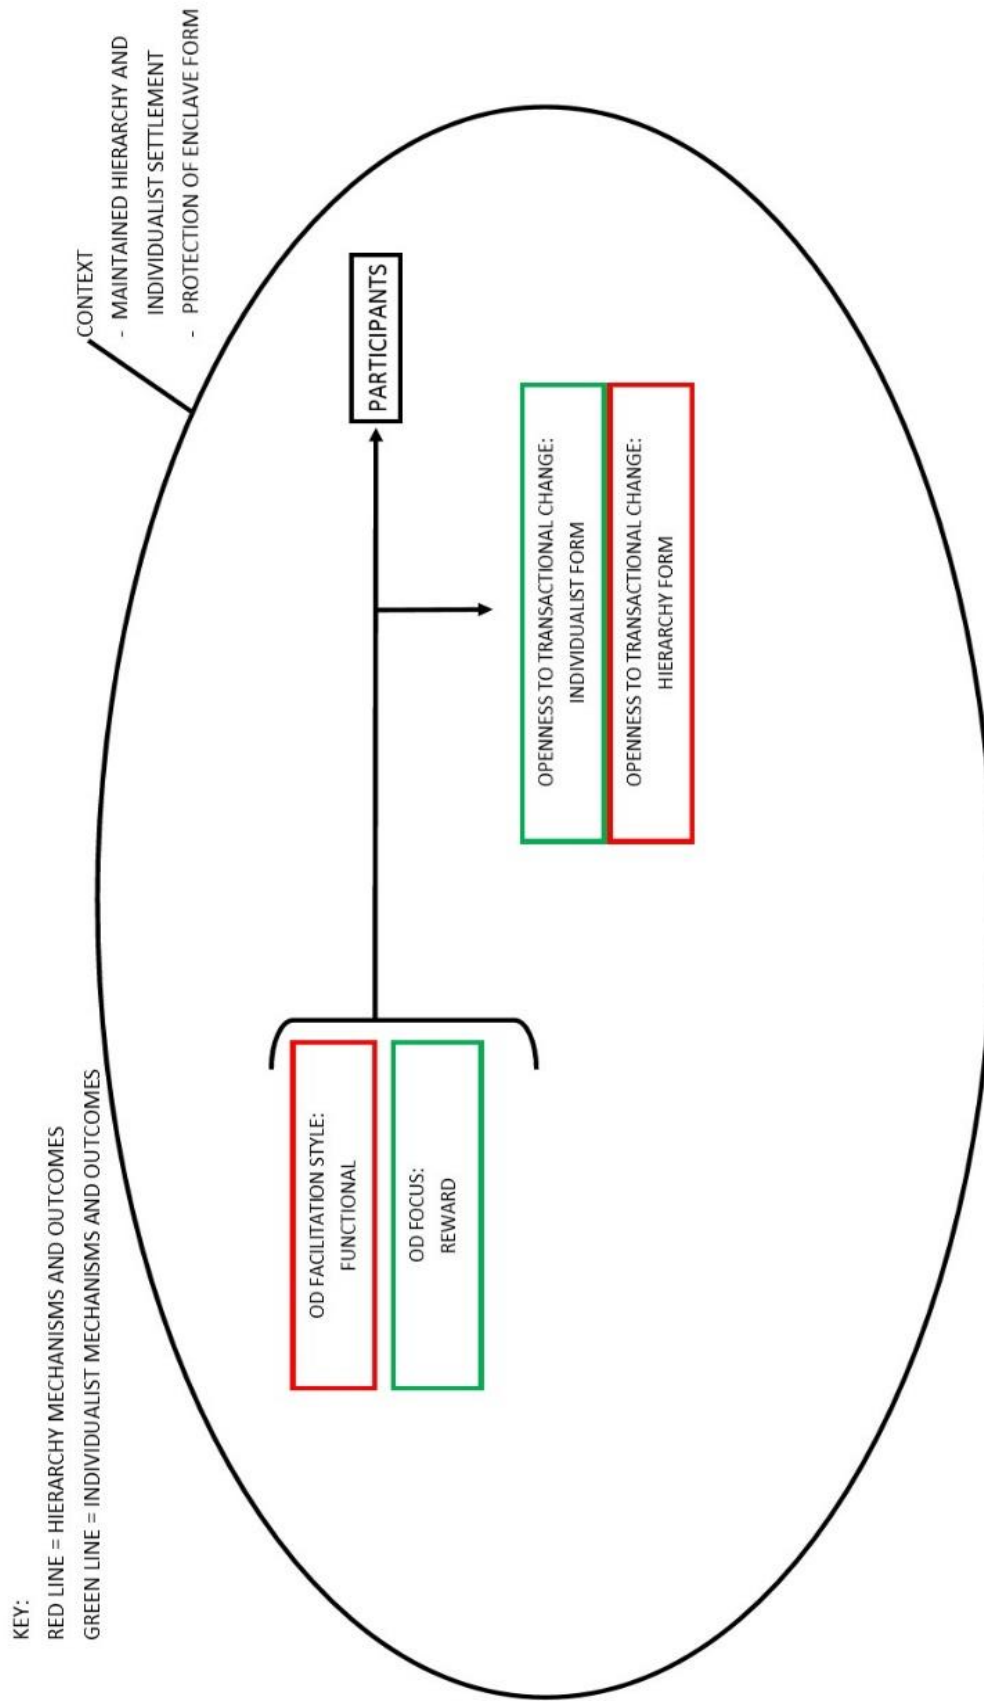 KEY:
RED LINE = HIERARCHY MECHANISMS AND OUTCOMES
GREEN LINE = INDIVIDUALIST MECHANISMS AND OUTCOMES
CONTEXT
- MAINTAINED HIERARCHY AND
INDIVIDUALIST SETTLEMENT
- PROTECTION OF ENCLAVE FORM
OD FACILITATION STYLE:
FUNCTIONAL
OD FOCUS:
REWARD
PARTICIPANTS
OPENNESS TO TRANSACTIONAL CHANGE:
INDIVIDUALIST FORM
OPENNESS TO TRANSACTIONAL CHANGE:
HIERARCHY FORM